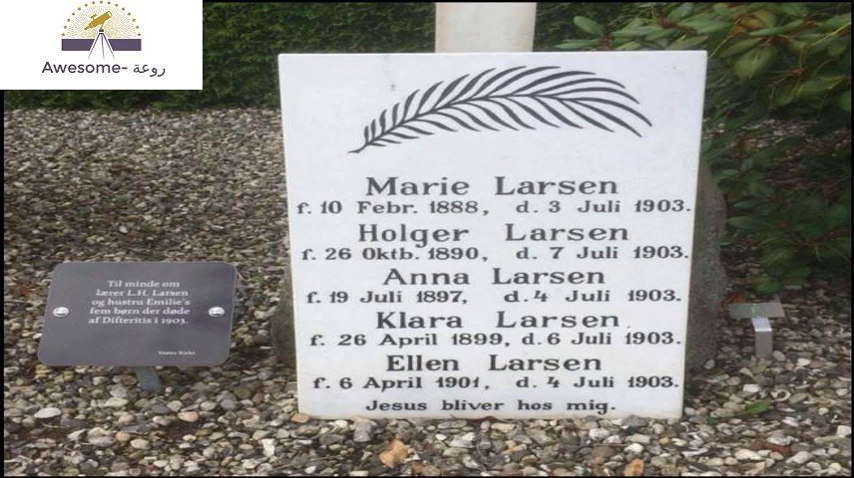 Awesome- روعة
Marie Larsen
f. 10 Febr. 1888, d. 3 Juli 1903.
Holger Larsen
f. 26 Oktb. 1890, d. 7 Juli 1903.
Anna Larsen
f. 19 Juli 1897, d. 4 Juli 1903.
Klara Larsen
f. 26 April 1899, d. 6 Juli 1903.
Ellen Larsen
f. 6 April 1901, d. 4 Juli 1903.
Jesus bliver hos mig.
Til minde om
lærer L.H. Larsen
og hustru Emilie's
fem børn der døde
af Difteritis i 1903.